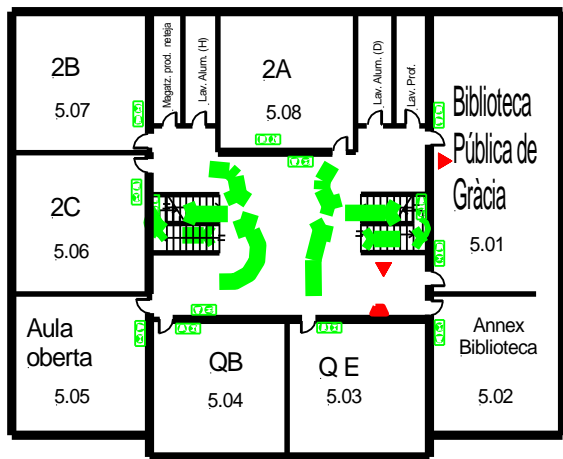 2B
5.07
Magatz. prod. neteja
Lav. Alum. (H)
2A
5.08
Lav. Alum. (D)
Lav. Prof.
Biblioteca
Pública de
Gràcia
5.01
2C
5.06
Aula
oberta
5.05
QB
5.04
Q E
5.03
Annex
Biblioteca
5.02